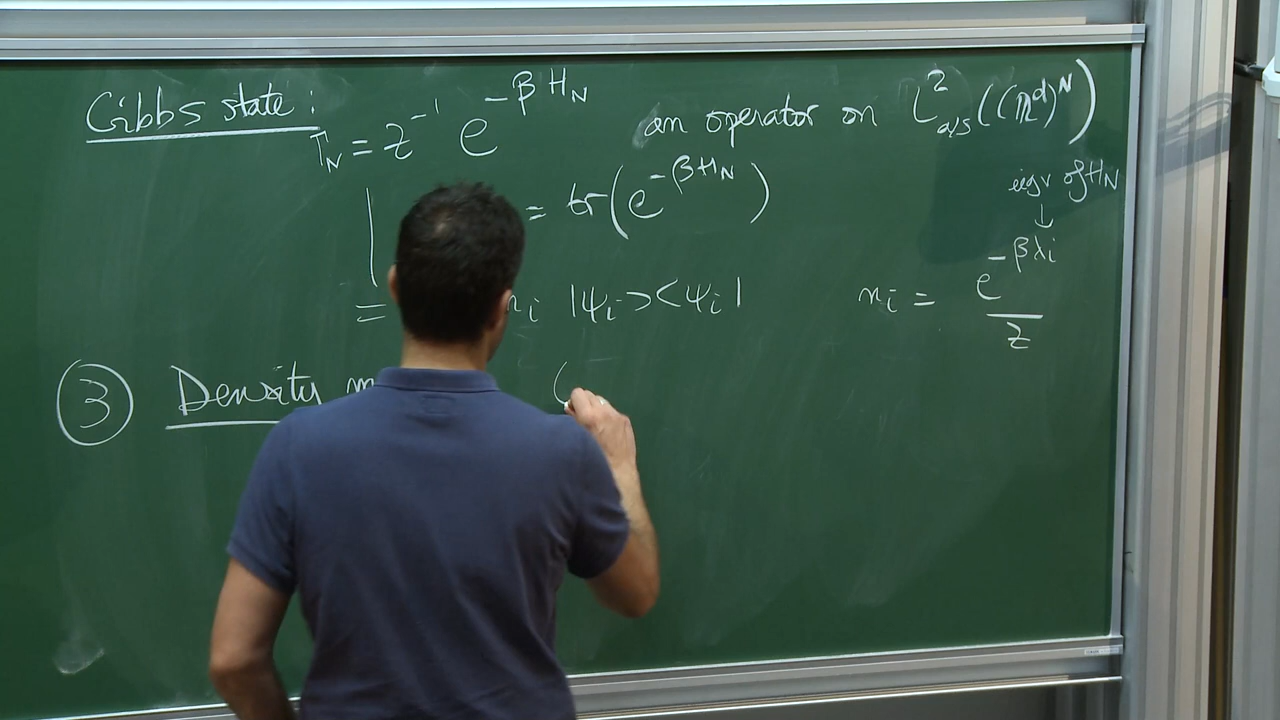 Gibbs state:
Γ_N = Z^{-1} e^{-βH_N} an operator on L²_{a/s}((ℝ^d)^N)
= tr(e^{-βH_N}) eigv of H_N
↓
= n_i |ψ_i><ψ_i| n_i = e^{-βλ_i} / Z
③ Density m (